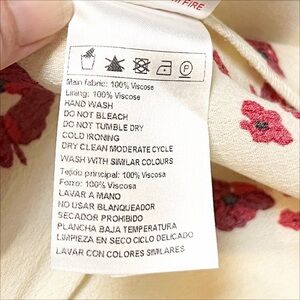 FIRE
P
Main fabric: 100% Viscose
Lining: 100% Viscose
HAND WASH
DO NOT BLEACH
DO NOT TUMBLE DRY
COLD IRONING
DRY CLEAN MODERATE CYCLE
WASH WITH SIMILAR COLOURS
Tejido principal: 100% Viscosa
Forro: 100% Viscosa
LAVAR A MANO
NO USAR BLANQUEADOR
SECADOR PROHIBIDO
PLANCHA BAJA TEMPERATURA
LIMPIEZA EN SECO CICLO DELICADO
LAVAR CON COLORES SIMILARES